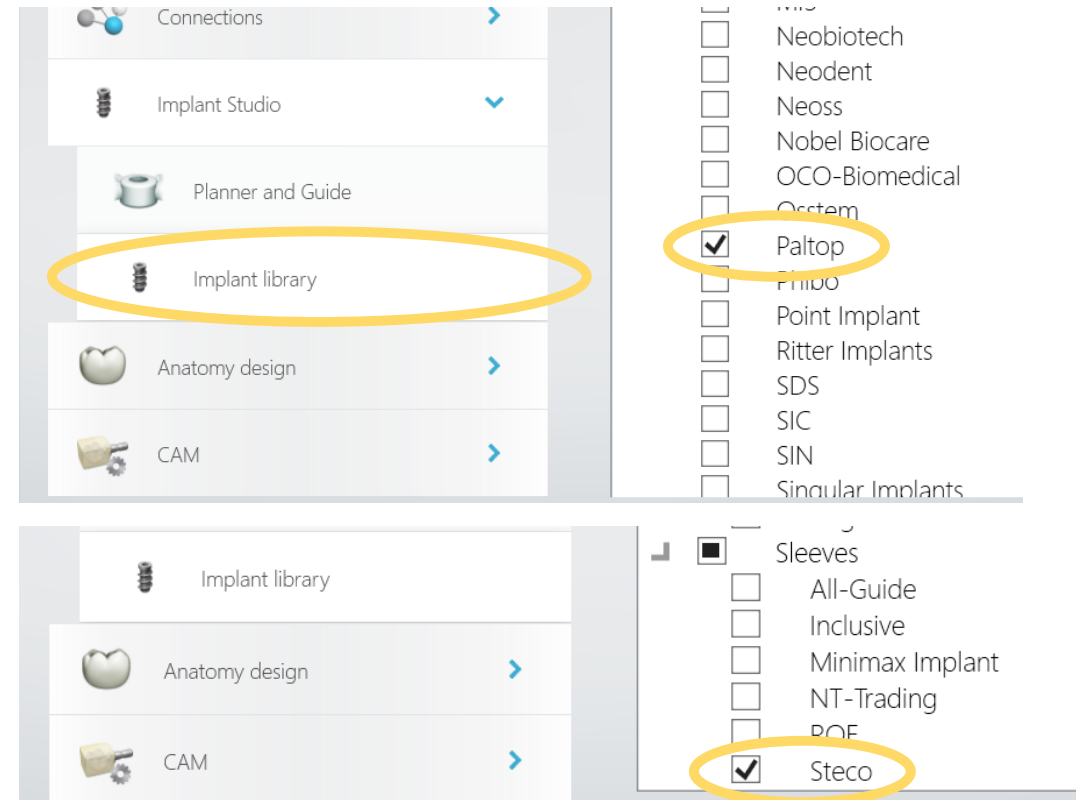 Connections
Implant Studio
Planner and Guide
Implant library
Anatomy design
CAM
MIS
Neobiotech
Neodent
Neoss
Nobel Biocare
OCO-Biomedical
Osstem
Paltop
Phibo
Point Implant
Ritter Implants
SDS
SIC
SIN
Singular Implants
Implant library
Anatomy design
CAM
Sleeves
All-Guide
Inclusive
Minimax Implant
NT-Trading
Steco